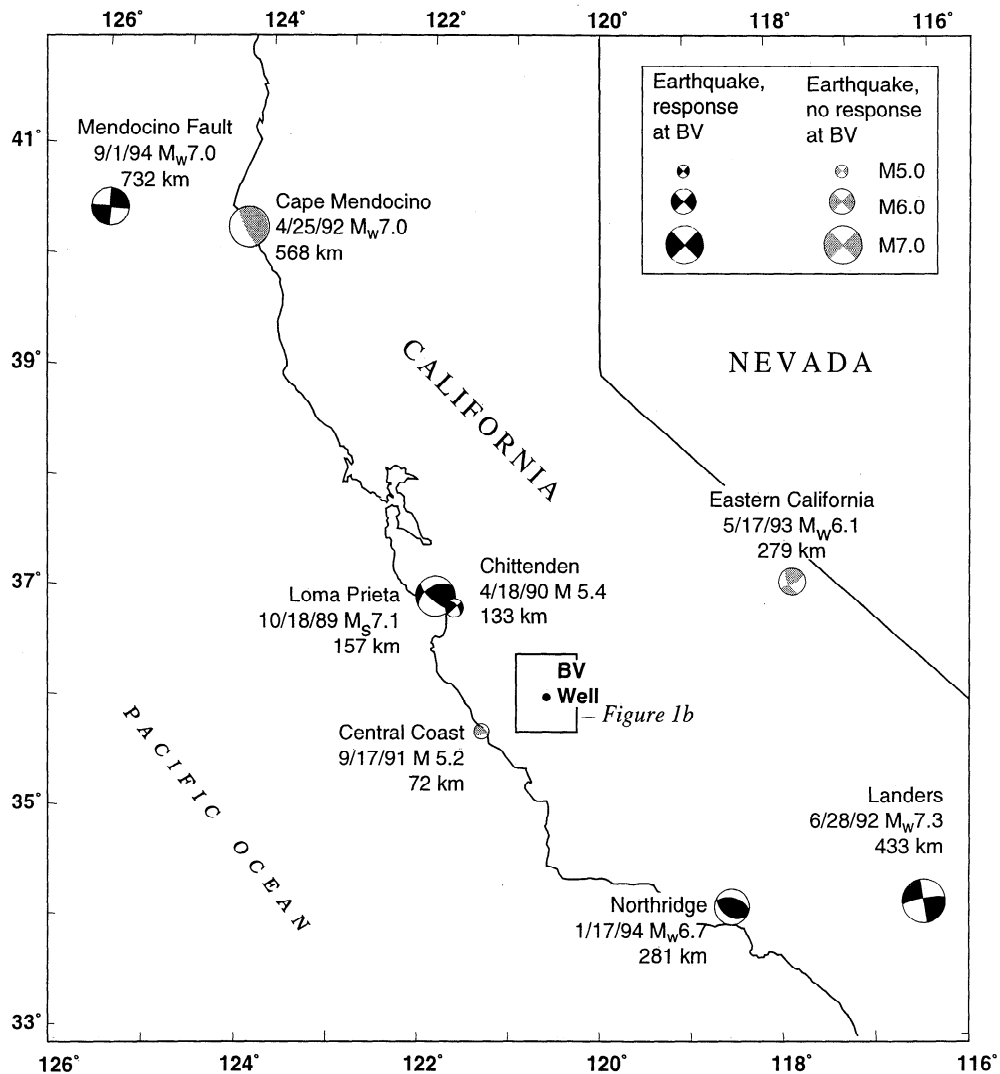 126° 124° 122° 120° 118° 116°
Earthquake,
response
at BV
Earthquake,
no response
at BV
M5.0
M6.0
M7.0
41°
Mendocino Fault
9/1/94 Mw7.0
732 km
Cape Mendocino
4/25/92 Mw7.0
568 km
39°
CALIFORNIA
NEVADA
Eastern California
5/17/93 Mw6.1
279 km
37°
Chittenden
4/18/90 M 5.4
133 km
Loma Prieta
10/18/89 Ms7.1
157 km
BV
Well
Figure 1b
Central Coast
9/17/91 M 5.2
72 km
PACIFIC OCEAN
35°
Landers
6/28/92 Mw7.3
433 km
Northridge
1/17/94 Mw6.7
281 km
33°
126° 124° 122° 120° 118° 116°